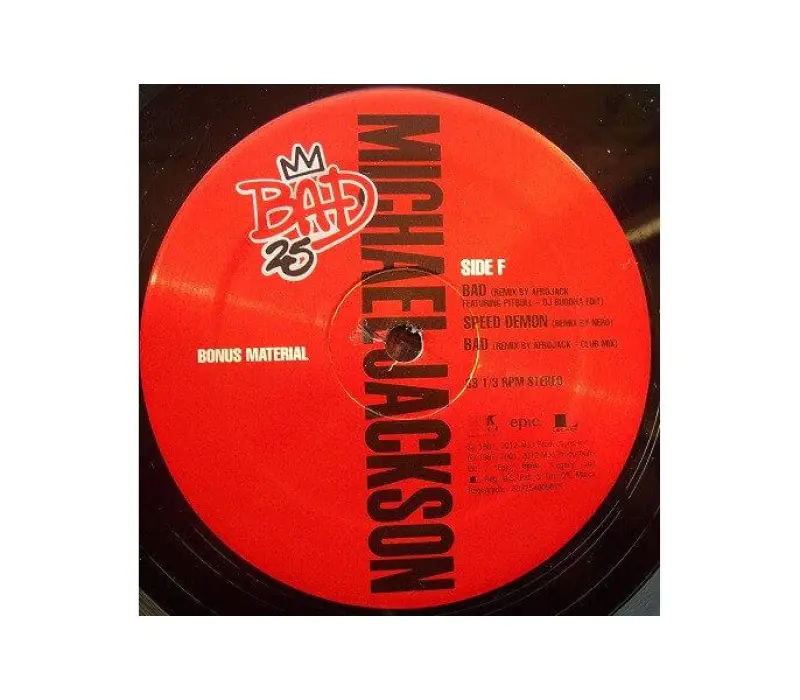 BAD
25
MICHAEL JACKSON
BONUS MATERIAL
SIDE F
BAD (REMIX BY AFROJACK
FEATURING PITBULL – DJ BUDDHA EDIT)
SPEED DEMON (REMIX BY NERO)
BAD (REMIX BY AFROJACK – CLUB MIX)
33 1/3 RPM STEREO
epic